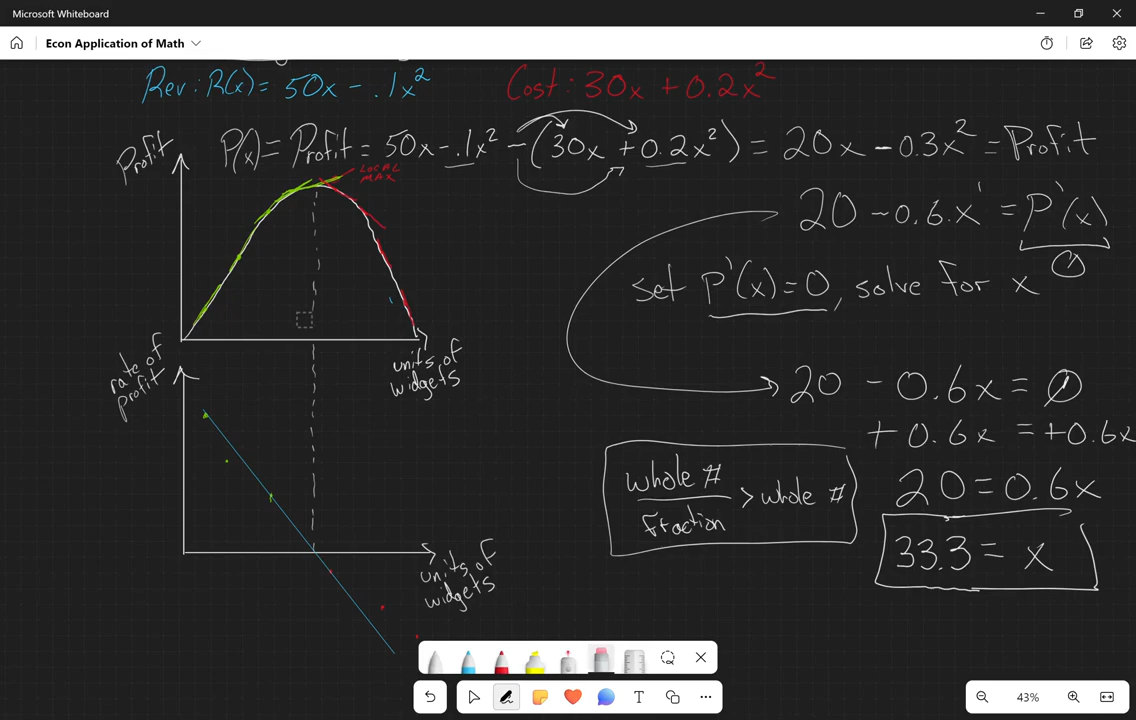 Microsoft Whiteboard
Econ Application of Math
Rev: R(x) = 50x - .1x²
Cost: 30x + 0.2x²
P(x) = Profit = 50x - .1x² - (30x + 0.2x²) = 20x - 0.3x² = Profit
Profit
LOCAL
MAX
20 - 0.6x' = P'(x)
set P'(x) = 0, solve for x
units of
widgets
rate of
profit
20 - 0.6x = 0
+ 0.6x = +0.6x
20 = 0.6x
33.3 = x
whole #
fraction
> whole #
units of
widgets
43%